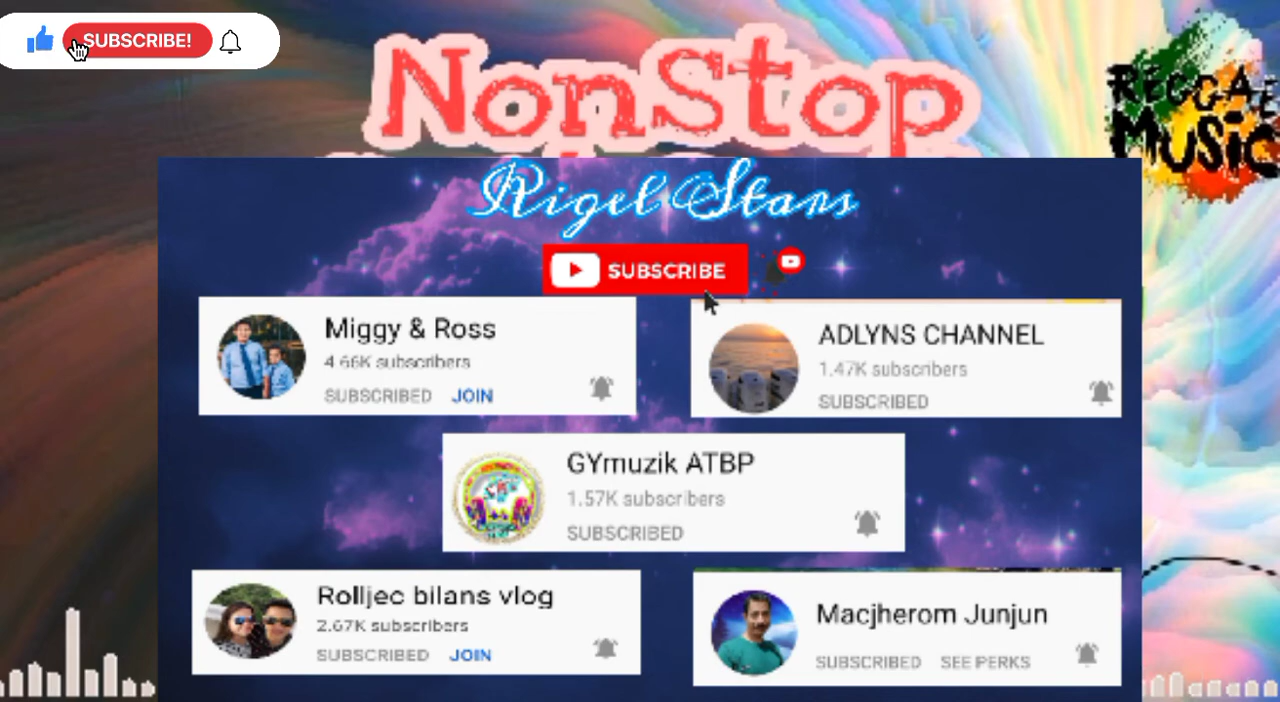 SUBSCRIBE!
NonStop
REGGAE
MUSIC
Rigel Stars
SUBSCRIBE
Miggy & Ross
4.66K subscribers
SUBSCRIBED JOIN
ADLYNS CHANNEL
1.47K subscribers
SUBSCRIBED
GYmuzik ATBP
1.57K subscribers
SUBSCRIBED
Rolljec bilans vlog
2.67K subscribers
SUBSCRIBED JOIN
Macjherom Junjun
SUBSCRIBED SEE PERKS